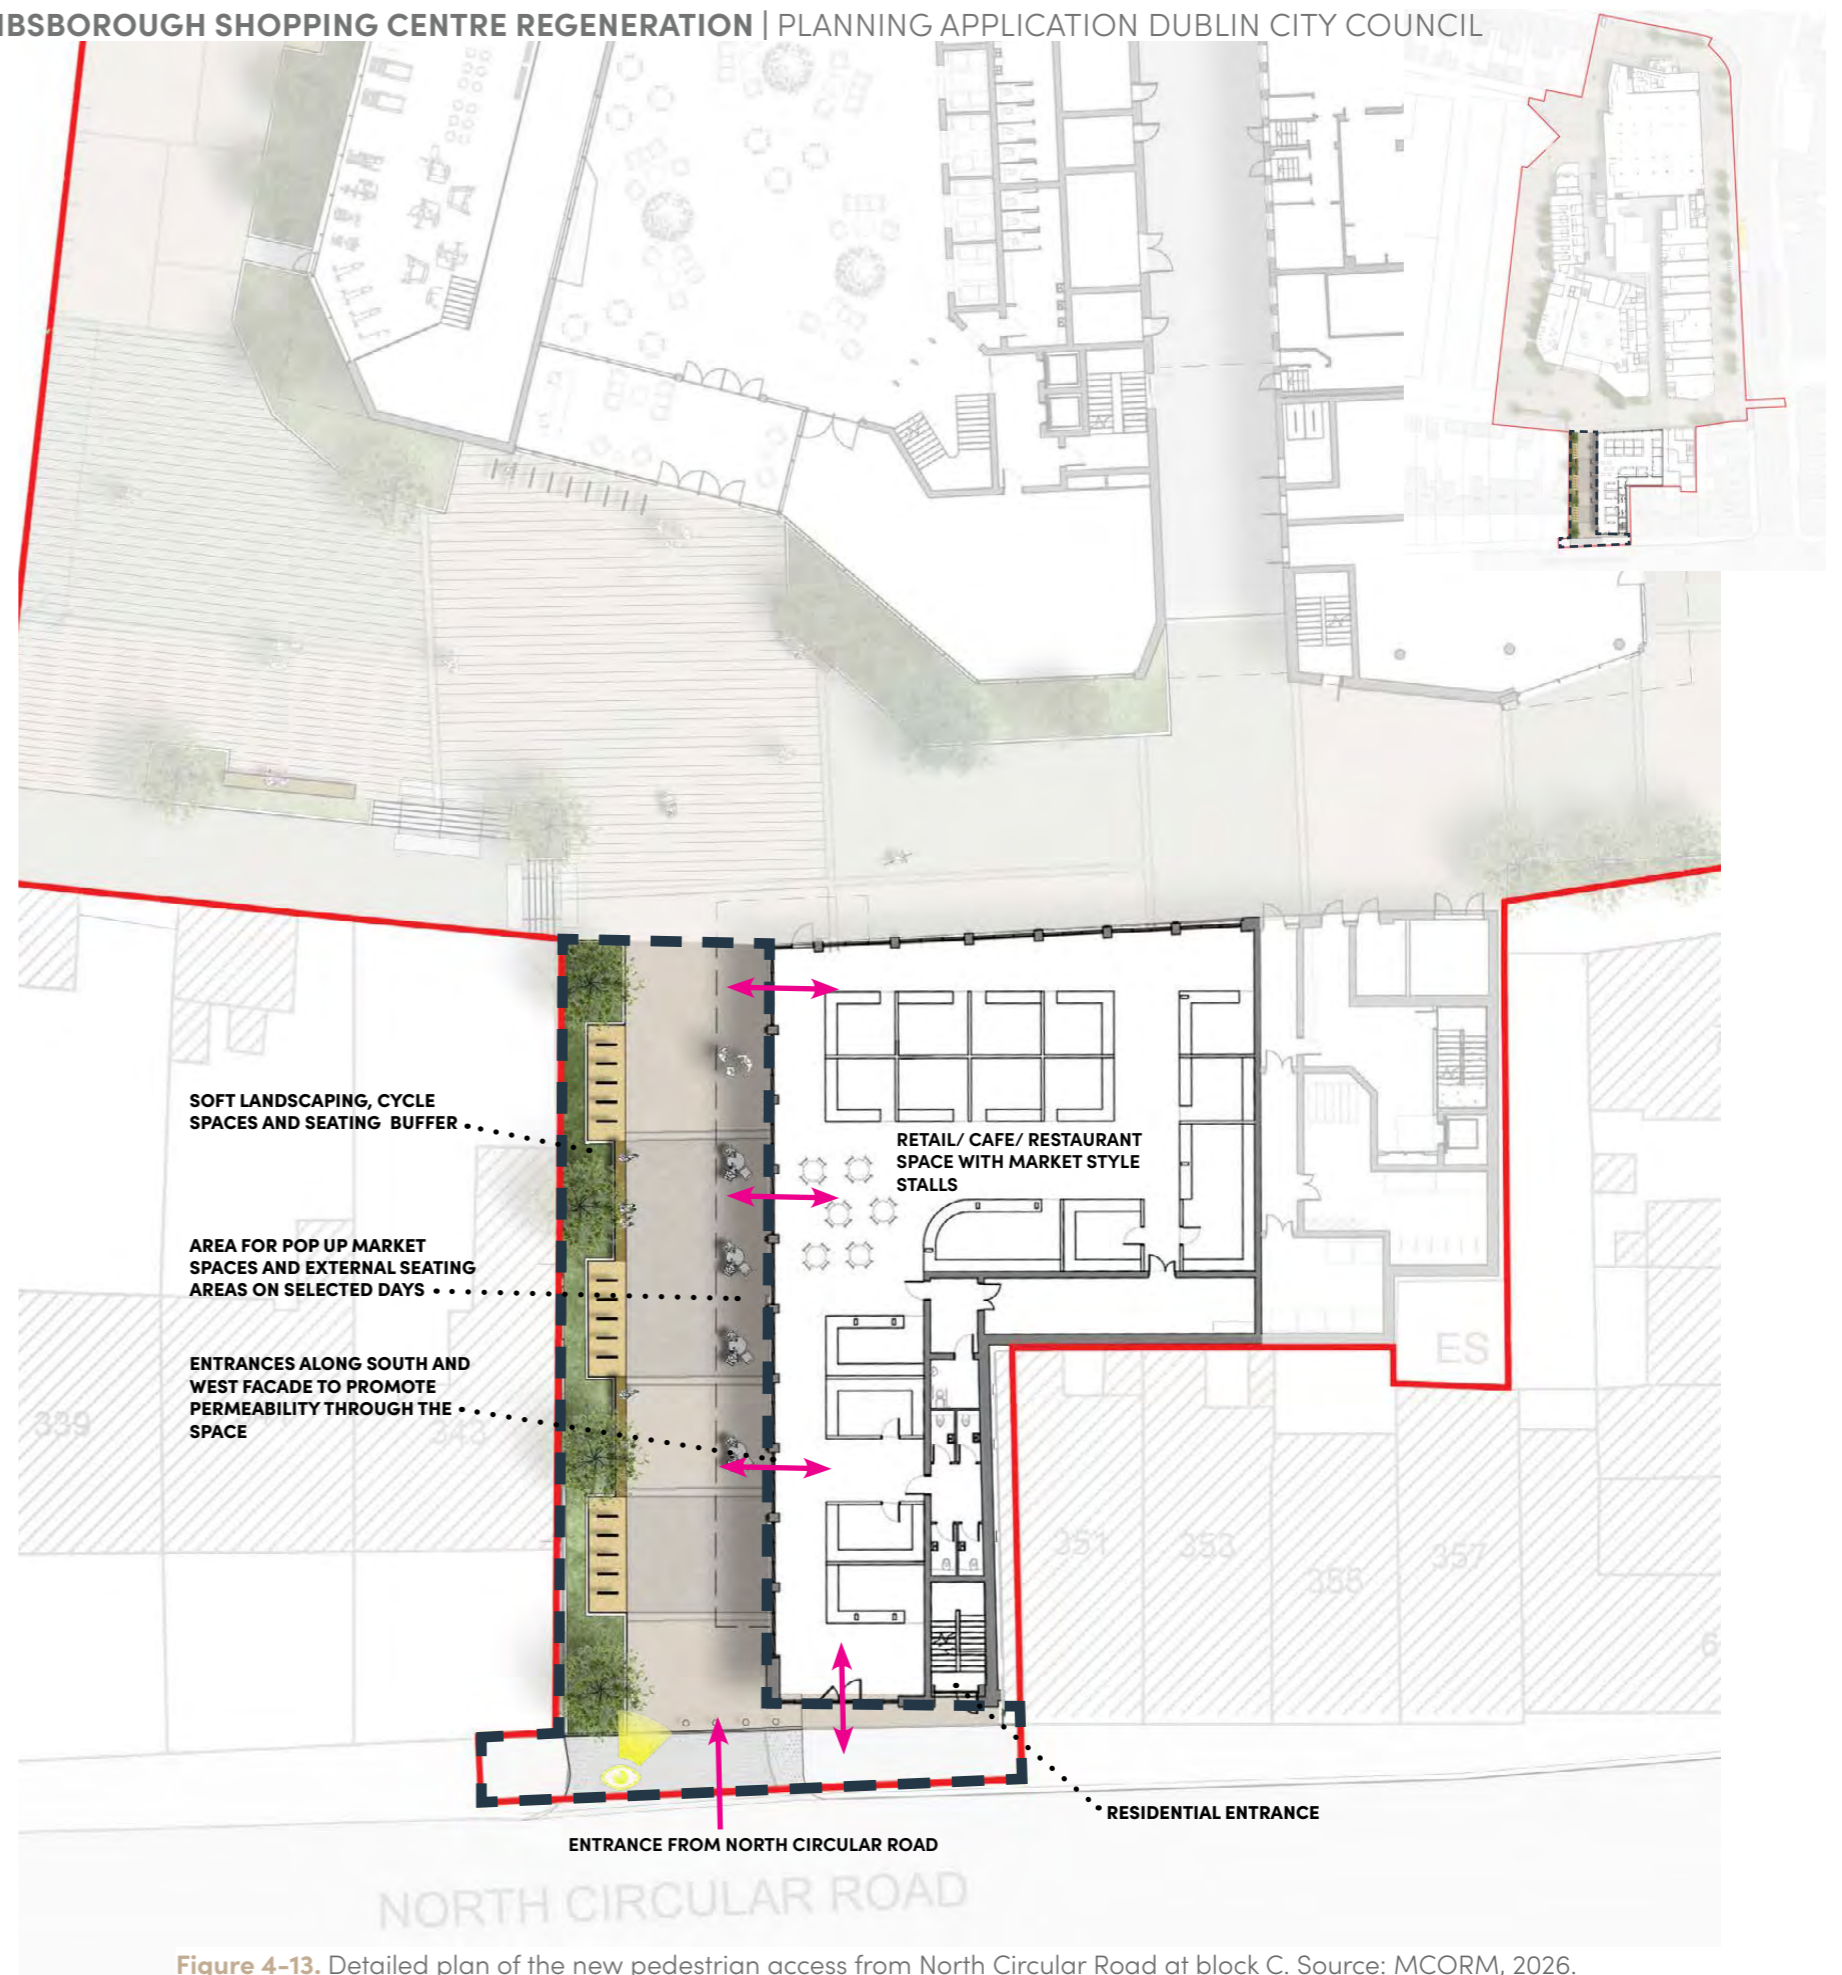 IBSBOROUGH SHOPPING CENTRE REGENERATION | PLANNING APPLICATION DUBLIN CITY COUNCIL
SOFT LANDSCAPING, CYCLE
SPACES AND SEATING BUFFER
RETAIL/ CAFE/ RESTAURANT
SPACE WITH MARKET STYLE
STALLS
AREA FOR POP UP MARKET
SPACES AND EXTERNAL SEATING
AREAS ON SELECTED DAYS
ENTRANCES ALONG SOUTH AND
WEST FACADE TO PROMOTE
PERMEABILITY THROUGH THE
SPACE
ES
339
343
351
353
355
357
6
RESIDENTIAL ENTRANCE
ENTRANCE FROM NORTH CIRCULAR ROAD
NORTH CIRCULAR ROAD
Figure 4-13. Detailed plan of the new pedestrian access from North Circular Road at block C. Source: MCORM, 2026.